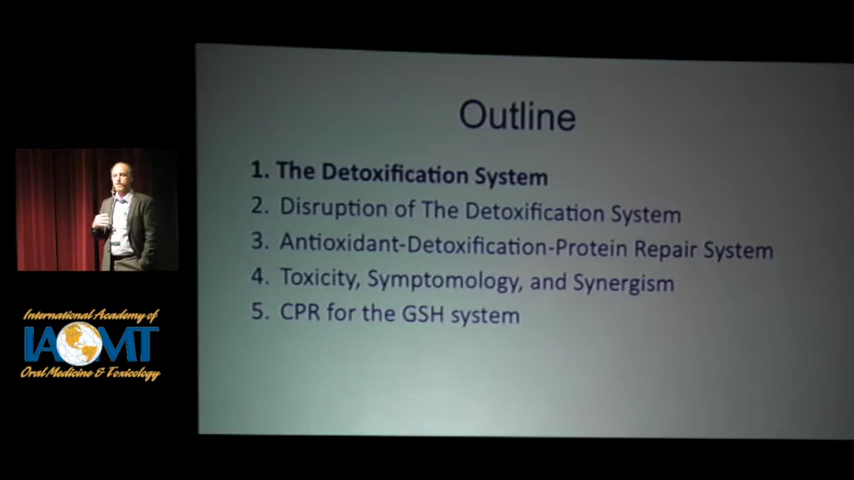 Outline
1. The Detoxification System
2. Disruption of The Detoxification System
3. Antioxidant-Detoxification-Protein Repair System
4. Toxicity, Symptomology, and Synergism
5. CPR for the GSH system
International Academy of
IAOMT
Oral Medicine & Toxicology